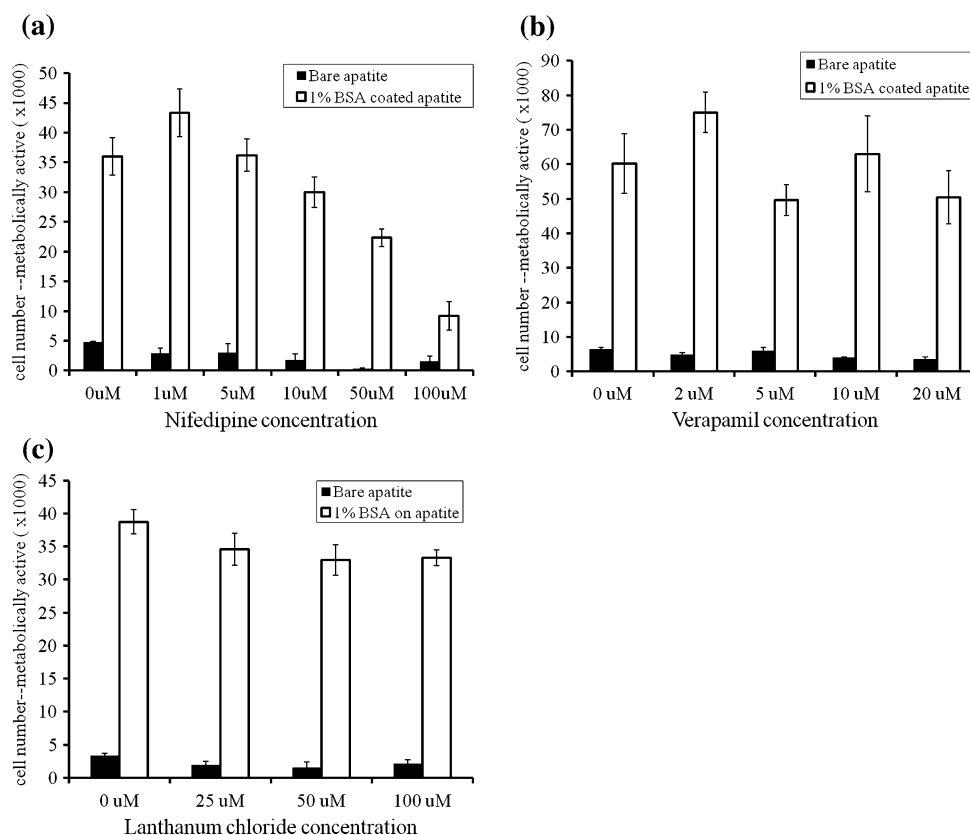 (a)
cell number --metabolically active ( x1000)
50
45
40
35
30
25
20
15
10
5
0
Bare apatite
1% BSA coated apatite
0uM 1uM 5uM 10uM 50uM 100uM
Nifedipine concentration
(b)
cell number --metabolically active ( x1000)
90
80
70
60
50
40
30
20
10
0
Bare apatite
1% BSA coated apatite
0 uM 2 uM 5 uM 10 uM 20 uM
Verapamil concentration
(c)
cell number--metabolically active ( x1000)
45
40
35
30
25
20
15
10
5
0
Bare apatite
1% BSA on apatite
0 uM 25 uM 50 uM 100 uM
Lanthanum chloride concentration